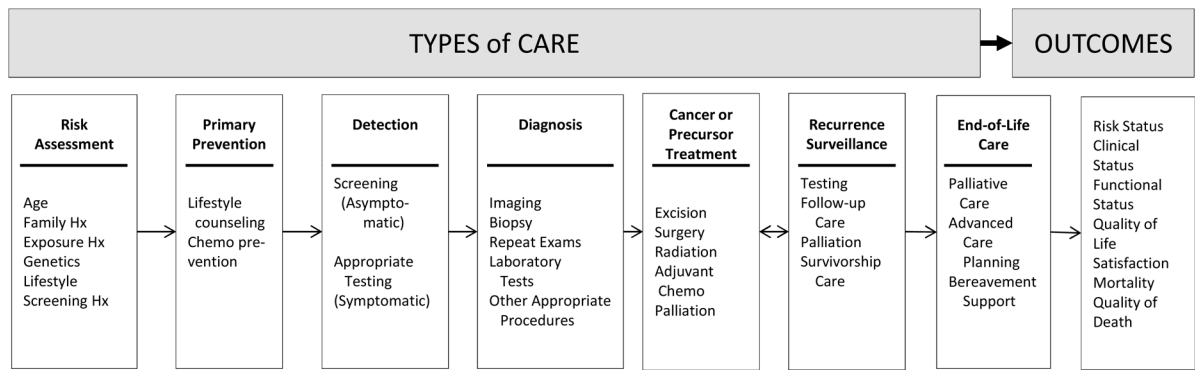 TYPES of CARE
OUTCOMES
Risk
Assessment
Age
Family Hx
Exposure Hx
Genetics
Lifestyle
Screening Hx
Primary
Prevention
Lifestyle
counseling
Chemo pre-
vention
Detection
Screening
(Asympto-
matic)
Appropriate
Testing
(Symptomatic)
Diagnosis
Imaging
Biopsy
Repeat Exams
Laboratory
Tests
Other Appropriate
Procedures
Cancer or
Precursor
Treatment
Excision
Surgery
Radiation
Adjuvant
Chemo
Palliation
Recurrence
Surveillance
Testing
Follow-up
Care
Palliation
Survivorship
Care
End-of-Life
Care
Palliative
Care
Advanced
Care
Planning
Bereavement
Support
Risk Status
Clinical
Status
Functional
Status
Quality of
Life
Satisfaction
Mortality
Quality of
Death